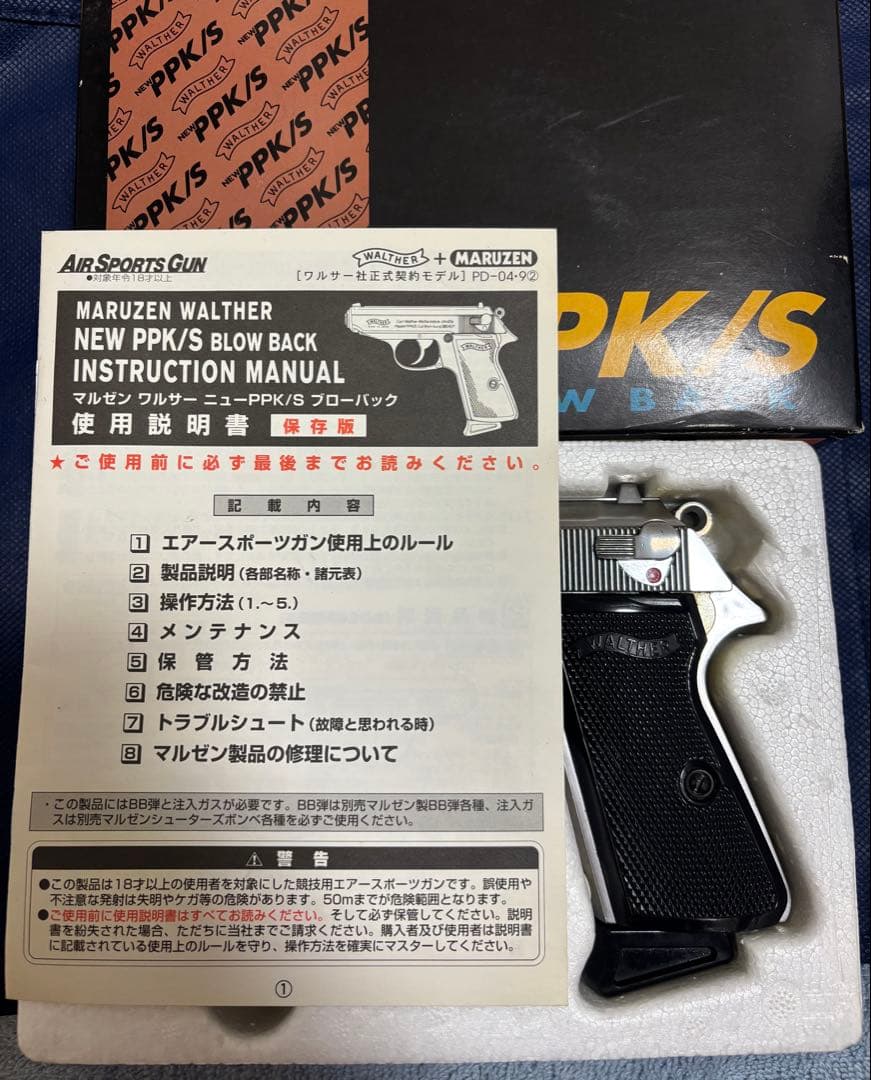 WALTHER
NEW PPK/S
WALTHER
NEW PPK/S
WALTHER
NEW PPK/S
WALTHER
PPK/S
NEW BACK
AIR SPORTS GUN
●対象年令18才以上
WALTHER + MARUZEN
[ワルサー社正式契約モデル] PD-04・9②
MARUZEN WALTHER
NEW PPK/S BLOW BACK
INSTRUCTION MANUAL
マルゼン ワルサー ニューPPK/S ブローバック
使用説明書 保存版
★ご使用前に必ず最後までお読みください。
記載内容
1 エアースポーツガン使用上のルール
2 製品説明(各部名称・諸元表)
3 操作方法(1.～5.)
4 メンテナンス
5 保管方法
6 危険な改造の禁止
7 トラブルシュート(故障と思われる時)
8 マルゼン製品の修理について
・この製品にはBB弾と注入ガスが必要です。BB弾は別売マルゼン製BB弾各種、注入ガ
スは別売マルゼンシューターズボンベ各種を必ずご使用ください。
⚠ 警告
●この製品は18才以上の使用者を対象にした競技用エアースポーツガンです。誤使用や
不注意な発射は失明やケガ等の危険があります。50mまでが危険範囲となります。
●ご使用前に使用説明書はすべてお読みください。そして必ず保管してください。説明
書を紛失された場合、ただちに当社までご請求ください。購入者及び使用者は説明書
に記載されている使用上のルールを守り、操作方法を確実にマスターしてください。
①
WALTHER